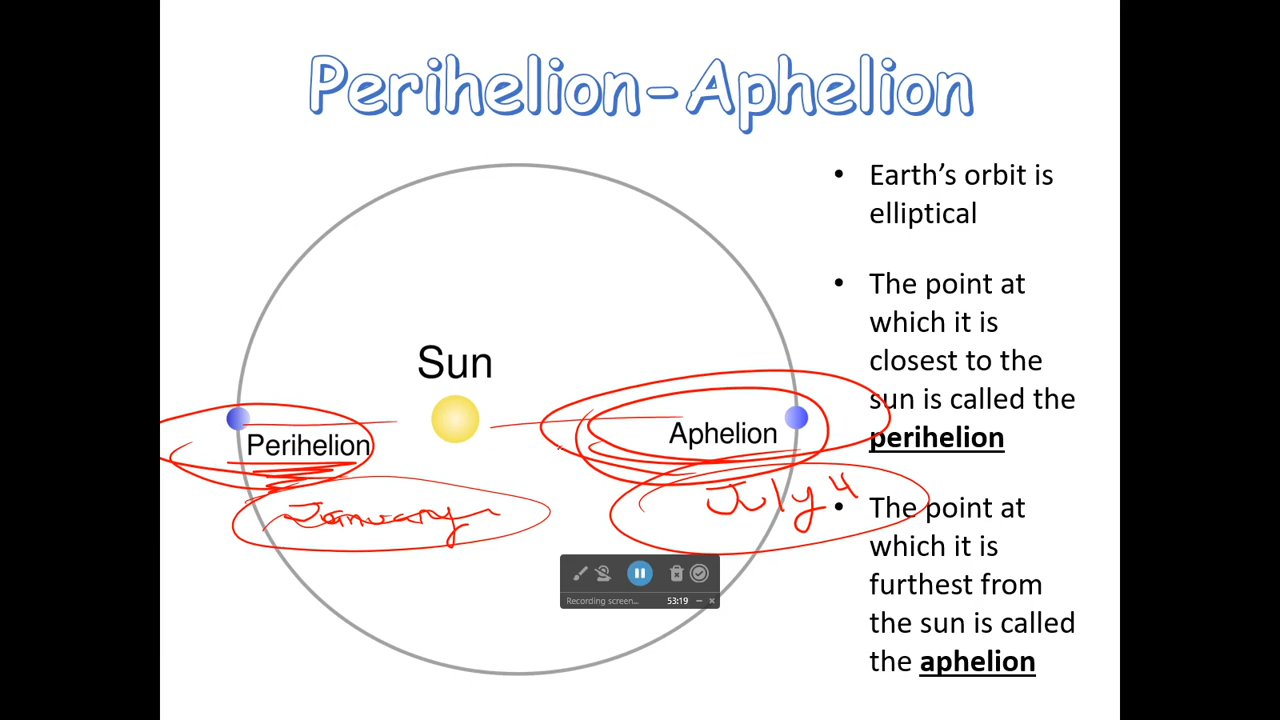 Perihelion-Aphelion
• Earth's orbit is
elliptical
• The point at
which it is
closest to the
sun is called the
perihelion
• The point at
which it is
furthest from
the sun is called
the aphelion
Sun
Perihelion
Aphelion
January
July 4
Recording screen...
53:19